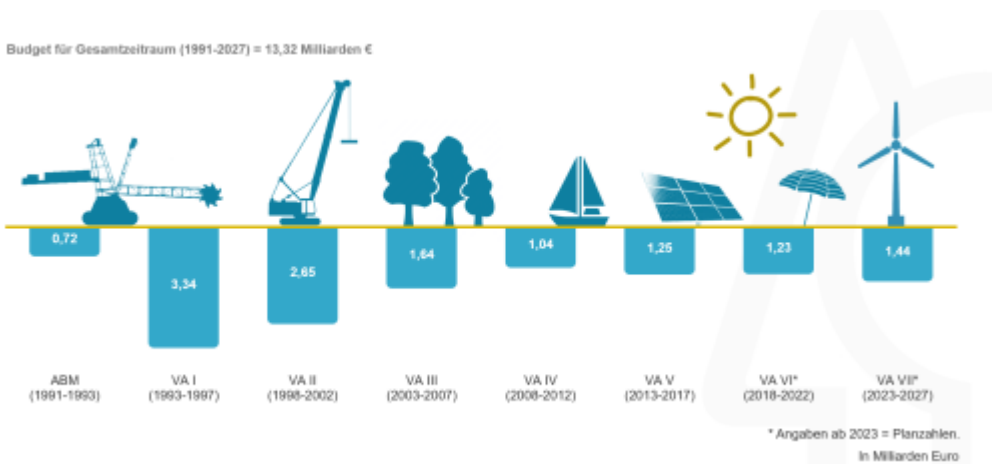 Budget für Gesamtzeitraum (1991-2027) = 13,32 Milliarden €
0,72
3,34
2,65
1,64
1,04
1,25
1,23
1,44
ABM
(1991-1993)
VA I
(1993-1997)
VA II
(1998-2002)
VA III
(2003-2007)
VA IV
(2008-2012)
VA V
(2013-2017)
VA VI*
(2018-2022)
VA VII*
(2023-2027)
* Angaben ab 2023 = Planzahlen.
In Milliarden Euro